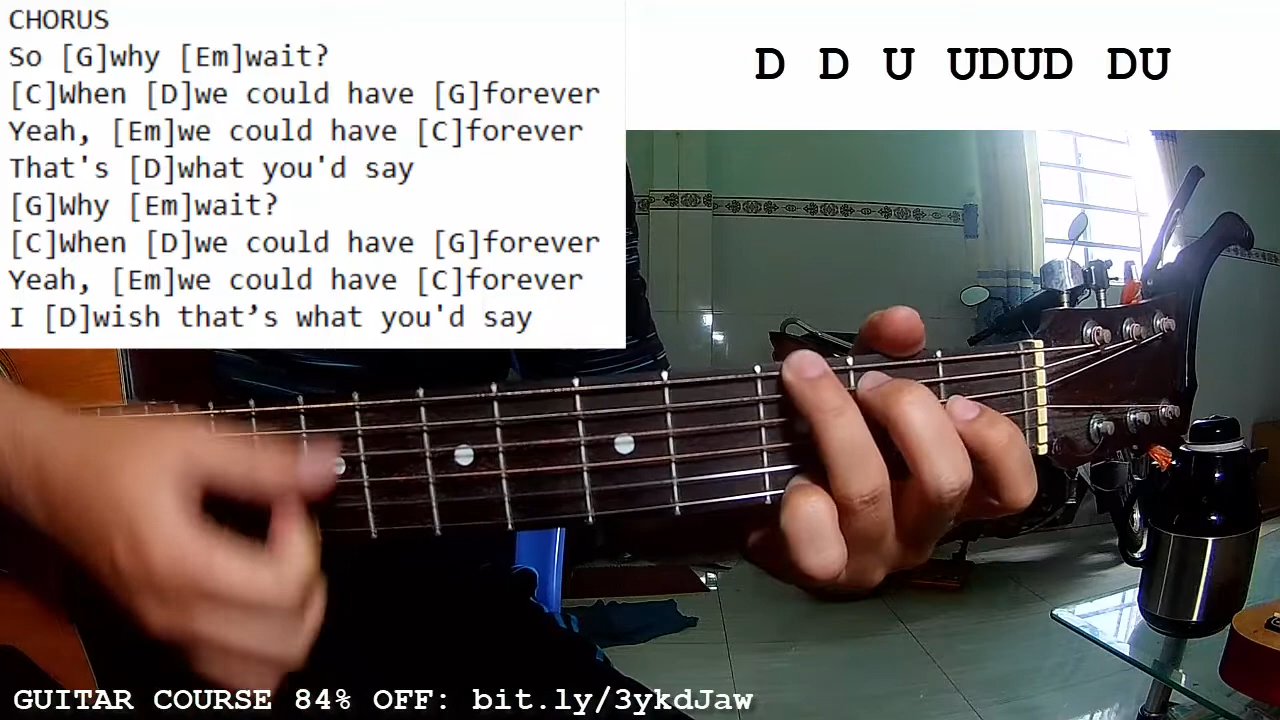 CHORUS
So [G]why [Em]wait?
[C]When [D]we could have [G]forever
Yeah, [Em]we could have [C]forever
That's [D]what you'd say
[G]Why [Em]wait?
[C]When [D]we could have [G]forever
Yeah, [Em]we could have [C]forever
I [D]wish that’s what you'd say
D D U UDUD DU
GUITAR COURSE 84% OFF: bit.ly/3ykdJaw